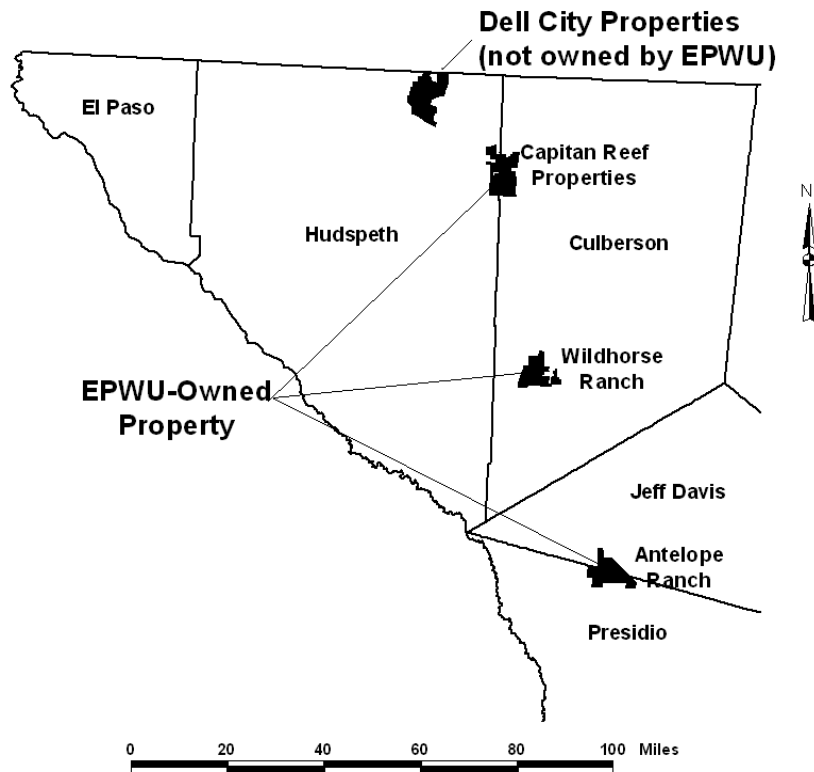 Dell City Properties
(not owned by EPWU)
El Paso
Capitan Reef
Properties
N
Hudspeth
Culberson
Wildhorse
Ranch
EPWU-Owned
Property
Jeff Davis
Antelope
Ranch
Presidio
0 20 40 60 80 100 Miles